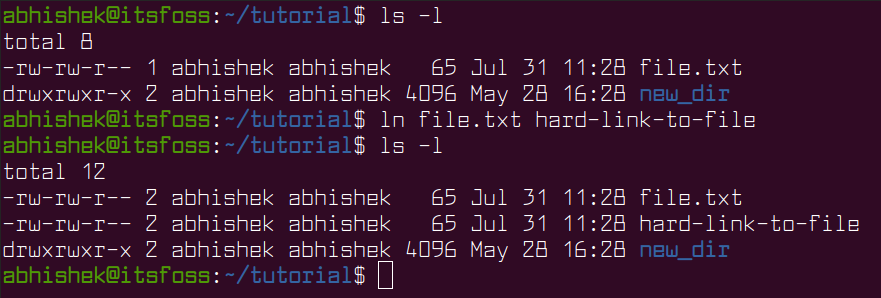 abhishek@itsfoss:~/tutorial$ ls -l
total 8
-rw-rw-r-- 1 abhishek abhishek   65 Jul 31 11:28 file.txt
drwxrwxr-x 2 abhishek abhishek 4096 May 28 16:28 new_dir
abhishek@itsfoss:~/tutorial$ ln file.txt hard-link-to-file
abhishek@itsfoss:~/tutorial$ ls -l
total 12
-rw-rw-r-- 2 abhishek abhishek   65 Jul 31 11:28 file.txt
-rw-rw-r-- 2 abhishek abhishek   65 Jul 31 11:28 hard-link-to-file
drwxrwxr-x 2 abhishek abhishek 4096 May 28 16:28 new_dir
abhishek@itsfoss:~/tutorial$